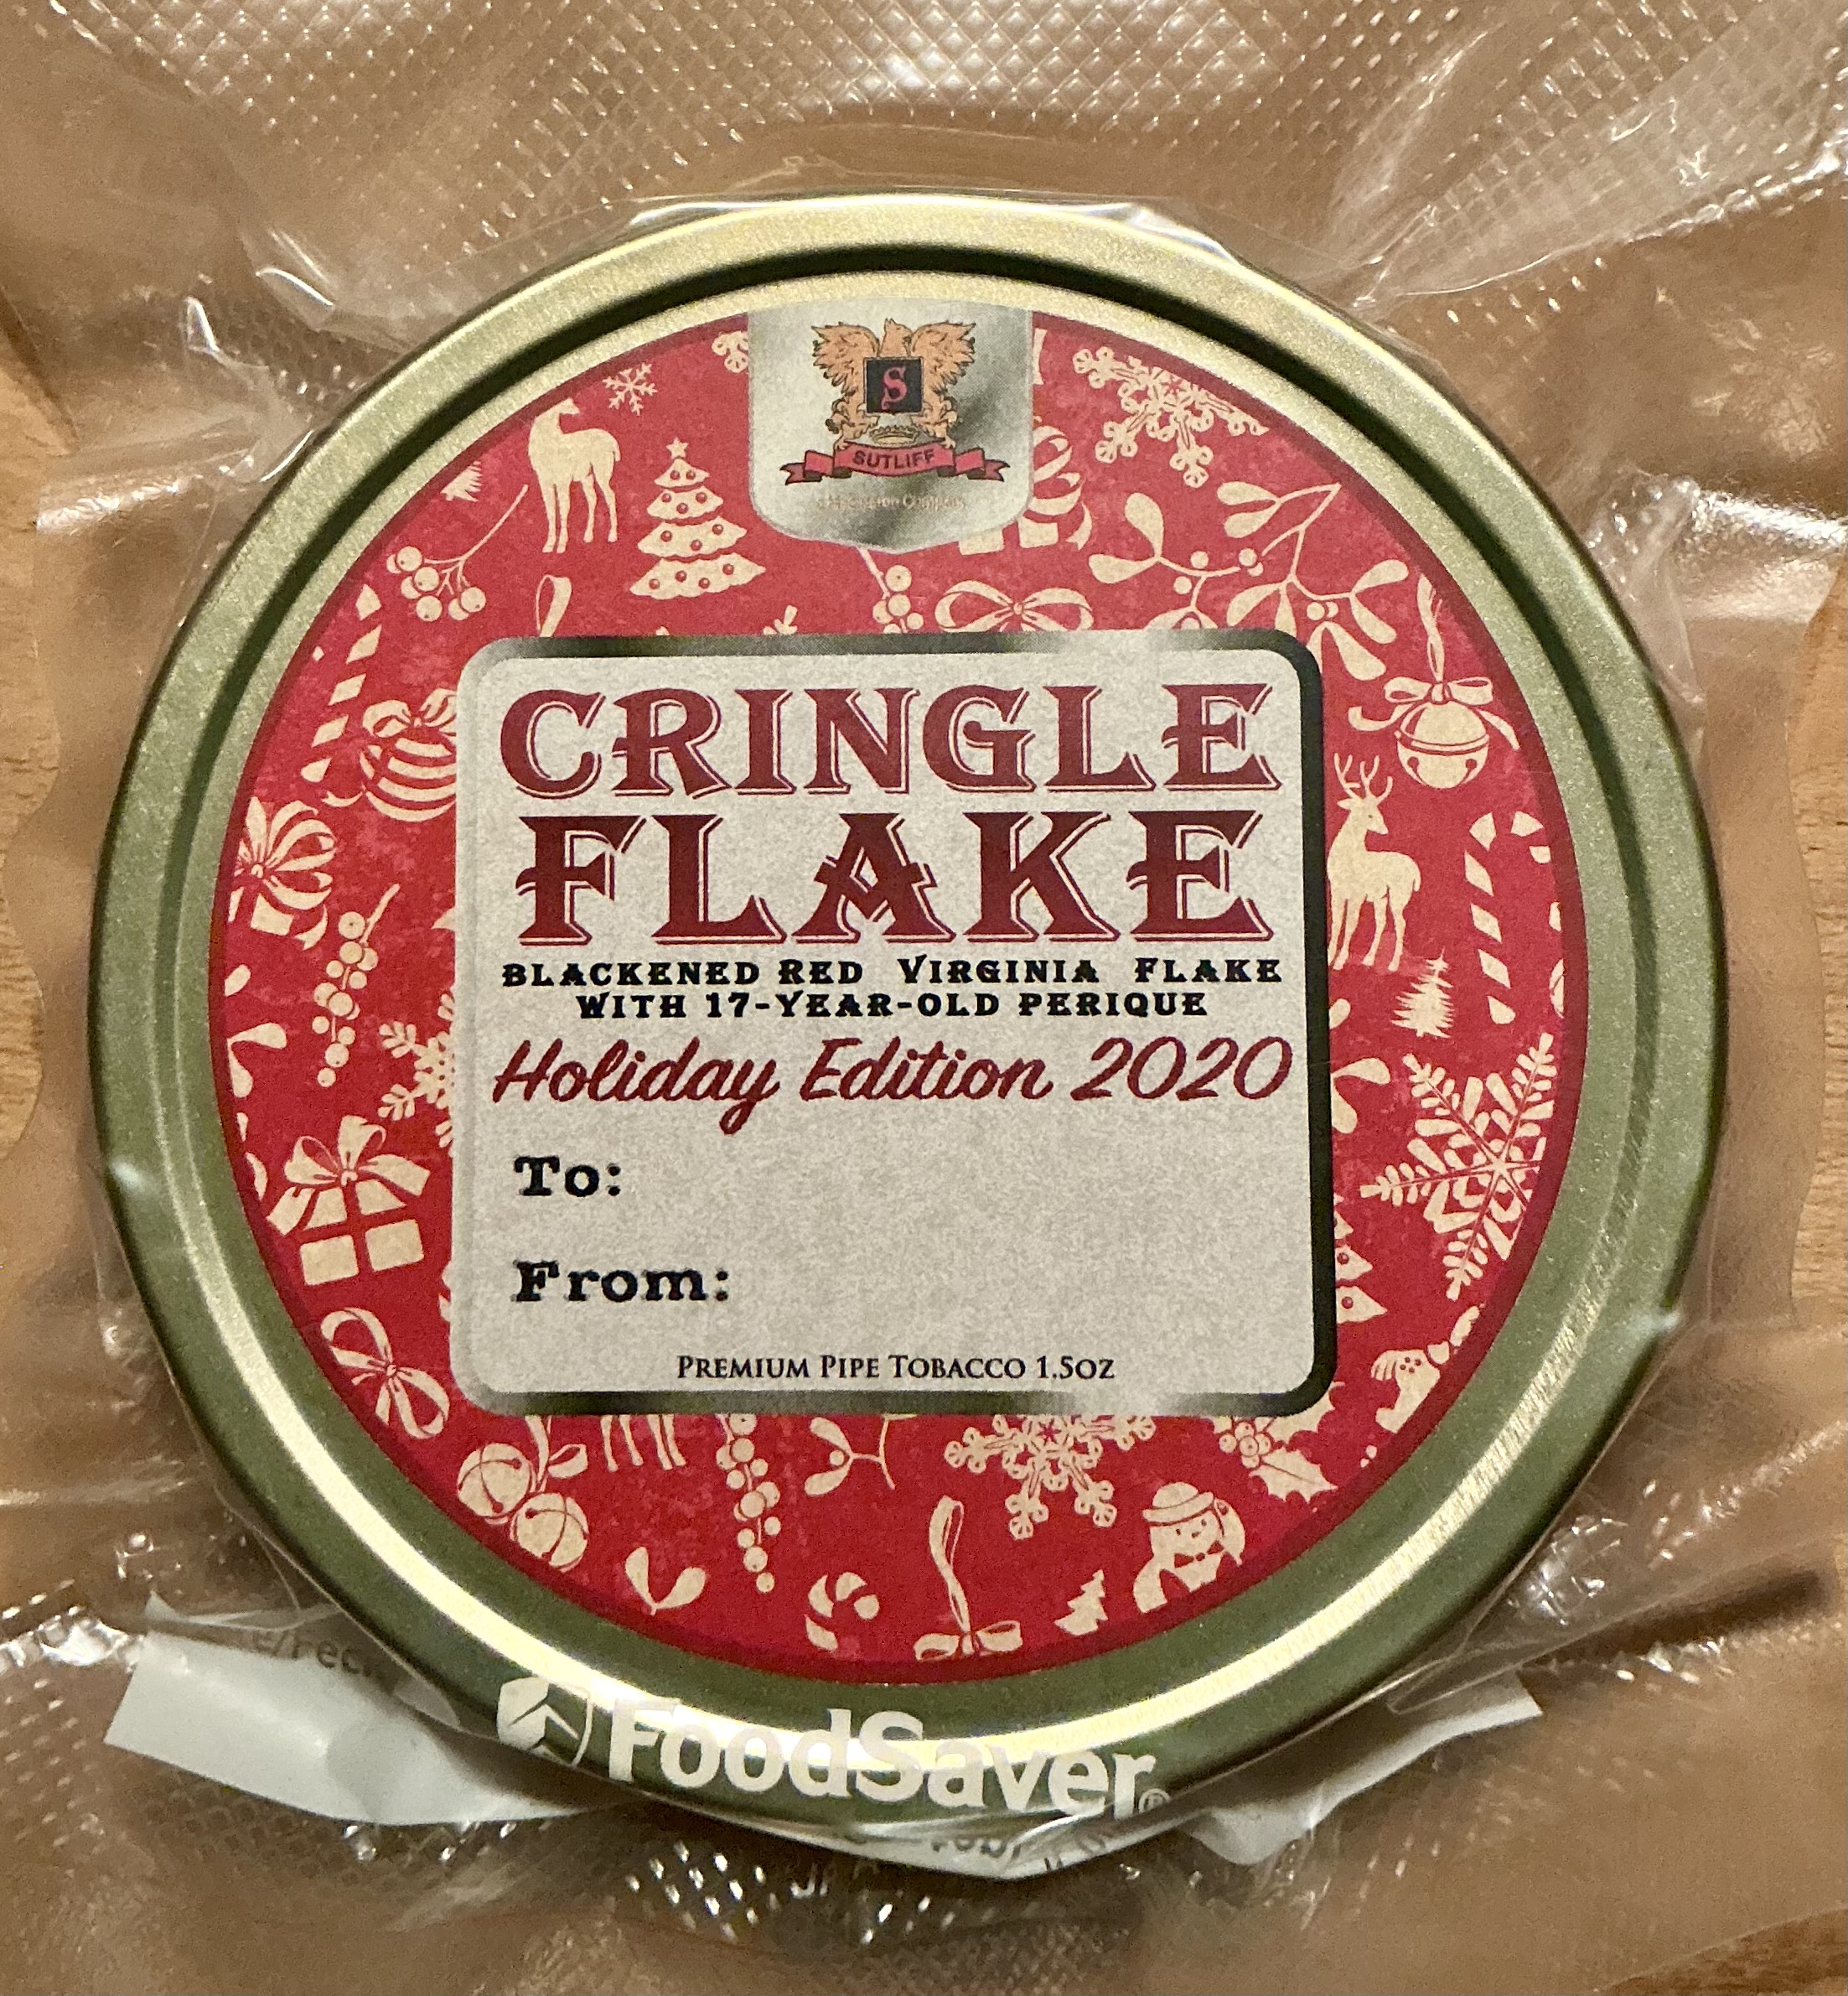 S
SUTLIFF
CRINGLE
FLAKE
BLACKENED RED VIRGINIA FLAKE
WITH 17-YEAR-OLD PERIQUE
Holiday Edition 2020
To:
From:
PREMIUM PIPE TOBACCO 1.5OZ
FoodSaver®